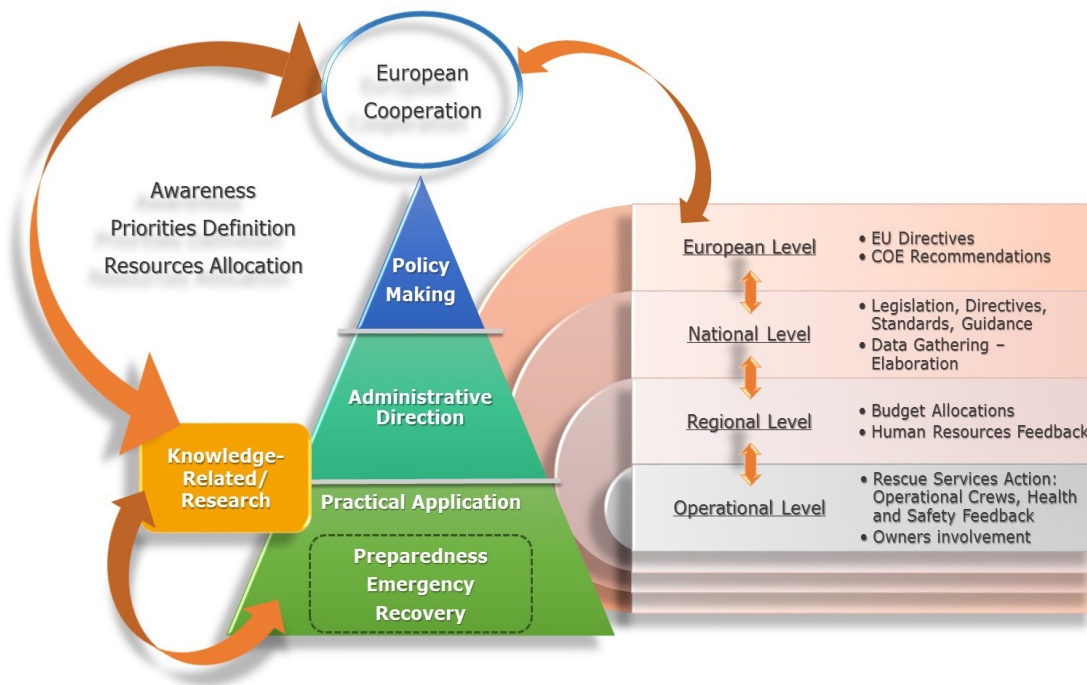 European
Cooperation
Awareness
Priorities Definition
Resources Allocation
Policy
Making
Administrative
Direction
Knowledge-
Related/
Research
Practical Application
Preparedness
Emergency
Recovery
European Level
• EU Directives
• COE Recommendations
National Level
• Legislation, Directives,
Standards, Guidance
• Data Gathering –
Elaboration
Regional Level
• Budget Allocations
• Human Resources Feedback
Operational Level
• Rescue Services Action:
Operational Crews, Health
and Safety Feedback
• Owners involvement